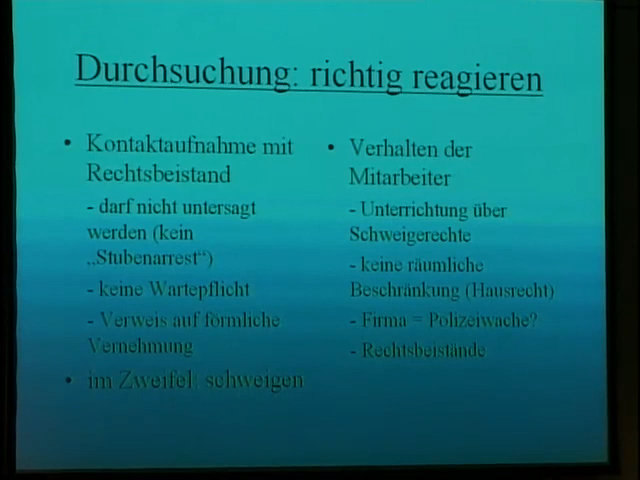 Durchsuchung: richtig reagieren
• Kontaktaufnahme mit
Rechtsbeistand
- darf nicht untersagt
werden (kein
„Stubenarrest“)
- keine Wartepflicht
- Verweis auf förmliche
Vernehmung
• im Zweifel: schweigen
• Verhalten der
Mitarbeiter
- Unterrichtung über
Schweigerechte
- keine räumliche
Beschränkung (Hausrecht)
- Firma = Polizeiwache?
- Rechtsbeistände